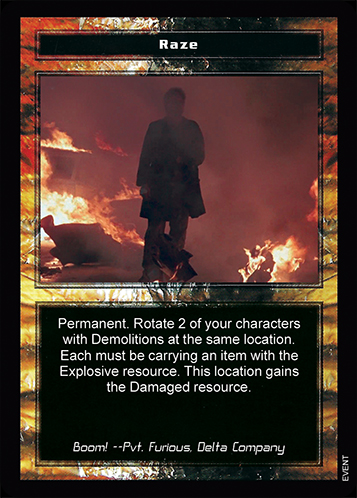 Raze
Permanent. Rotate 2 of your characters
with Demolitions at the same location.
Each must be carrying an item with the
Explosive resource. This location gains
the Damaged resource.
Boom! --Pvt. Furious, Delta Company
EVENT